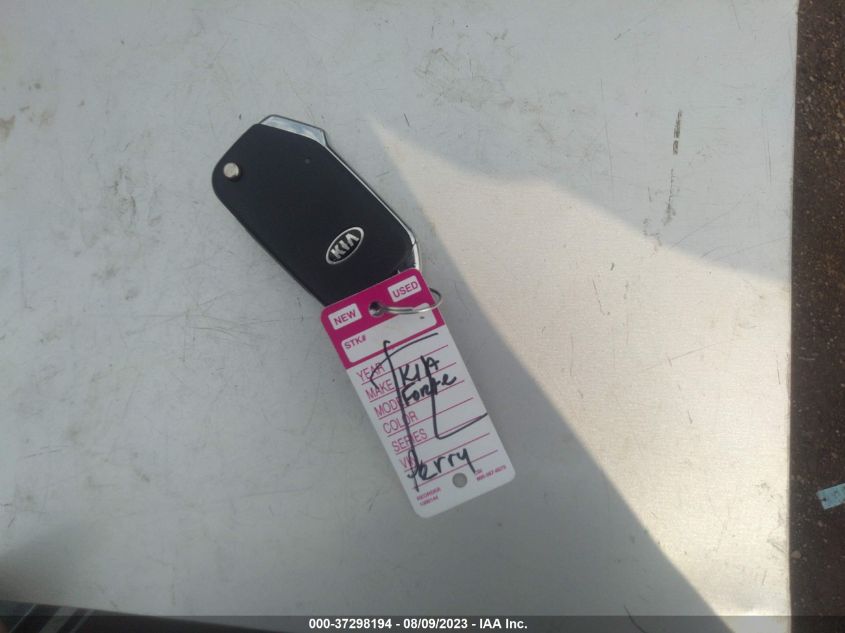 KIA
NEW USED
STK#
YEAR
MAKE KIA
MODEL Forte
COLOR
SERIES
VIN
Perry
000-37298194 - 08/09/2023 - IAA Inc.